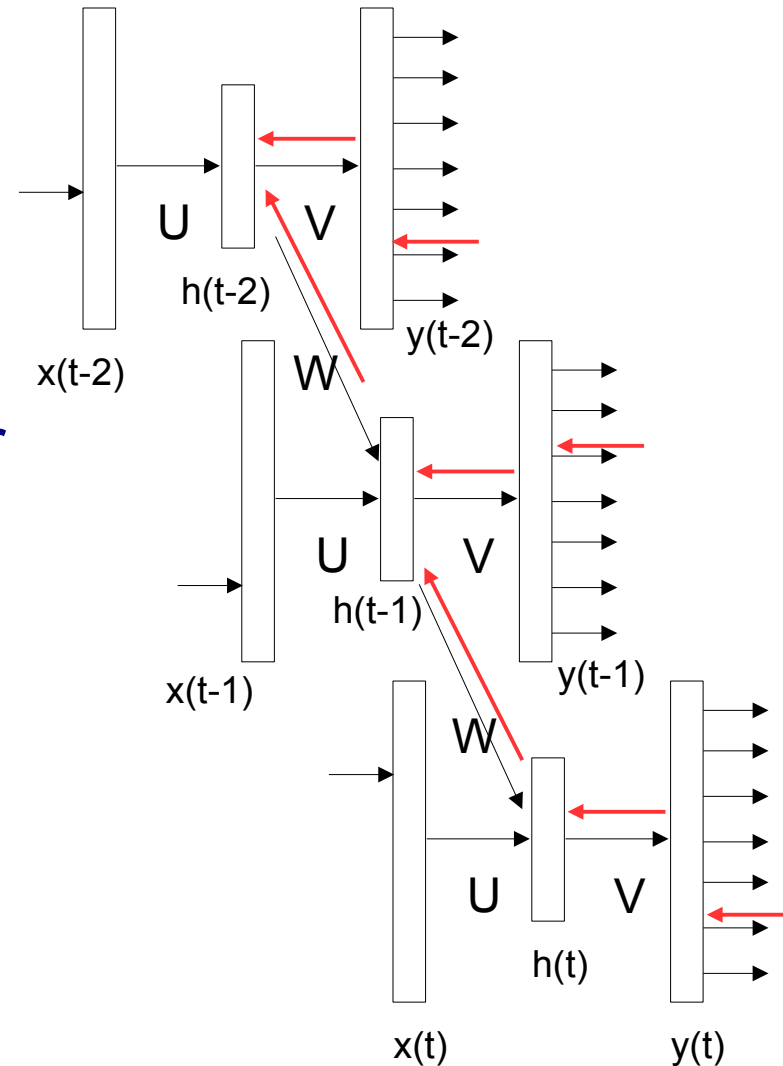 U
V
h(t-2)
y(t-2)
x(t-2)
W
U
V
h(t-1)
y(t-1)
x(t-1)
W
U
V
h(t)
x(t)
y(t)